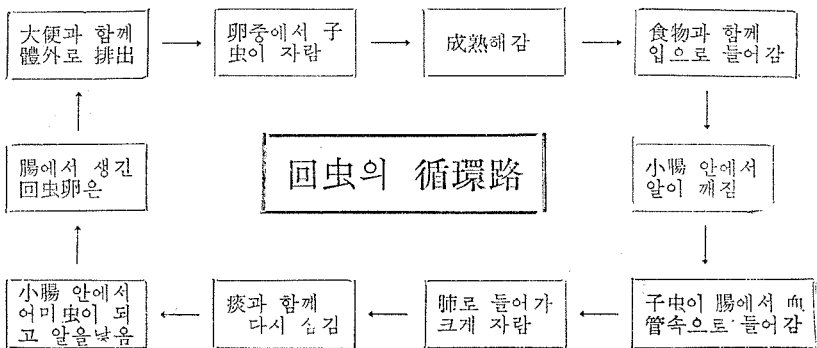 大便과 함께
體外로 排出
卵중에서 子
虫이 자람
成熟해감
食物과 함께
입으로 들어감
腸에서 생긴
回虫卵은
回虫의 循環路
小腸 안에서
알이 깨짐
小腸 안에서
어미虫이 되
고 알을낳음
痰과 함께
다시 삼킴
肺로 들어가
크게 자람
子虫이 腸에서 血
管속으로 들어감